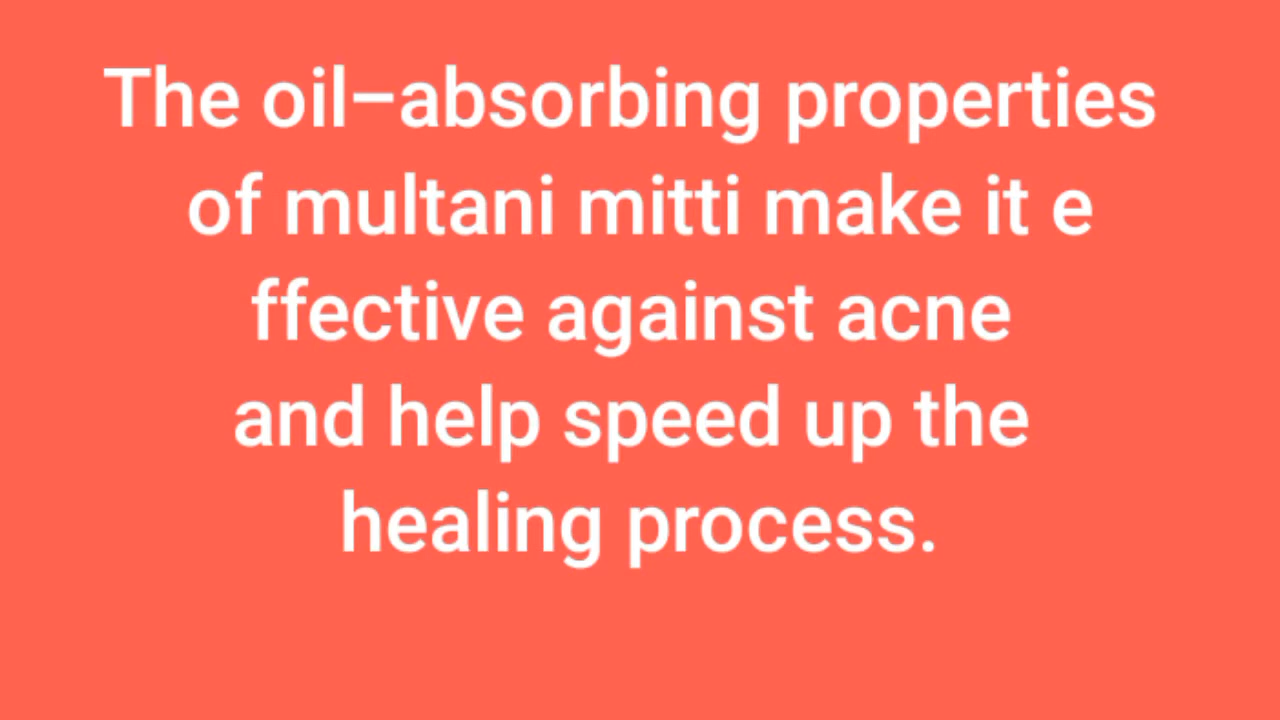 The oil–absorbing properties
of multani mitti make it e
ffective against acne
and help speed up the
healing process.